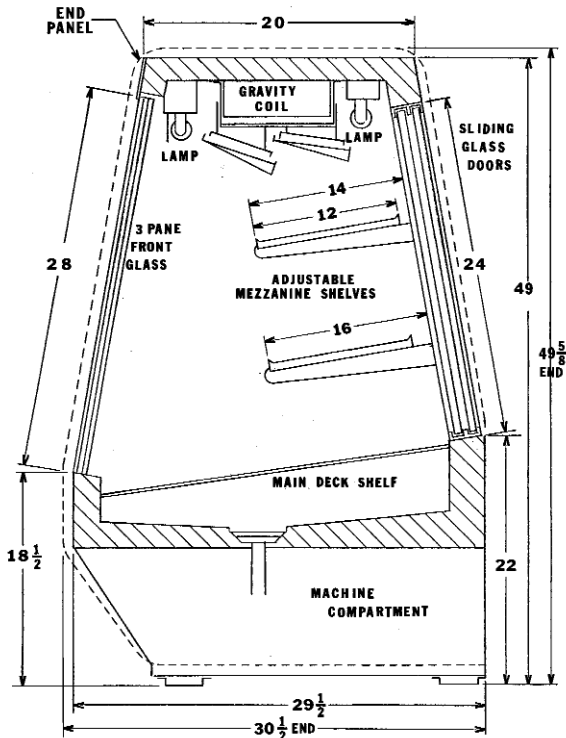 END
PANEL
20
GRAVITY
COIL
LAMP
LAMP
SLIDING
GLASS
DOORS
14
12
3 PANE
FRONT
GLASS
28
24
ADJUSTABLE
MEZZANINE SHELVES
49
16
49 5/8
END
MAIN DECK SHELF
18 1/2
22
MACHINE
COMPARTMENT
29 1/2
30 1/2 END